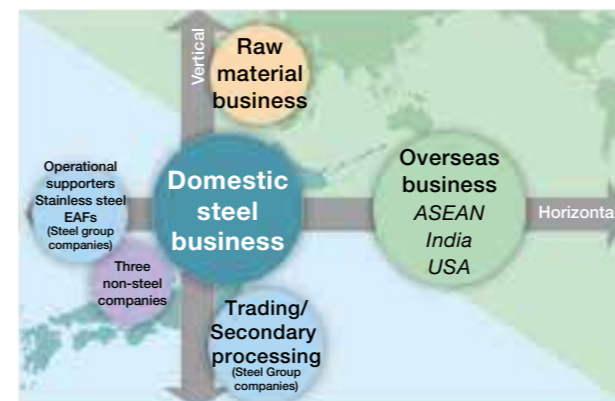 Vertical
Raw
material
business
Operational
supporters
Stainless steel
EAFs
(Steel group
companies)
Domestic
steel
business
Overseas
business
ASEAN
India
USA
Horizonta
Three
non-steel
companies
Trading/
Secondary
processing
(Steel Group
companies)